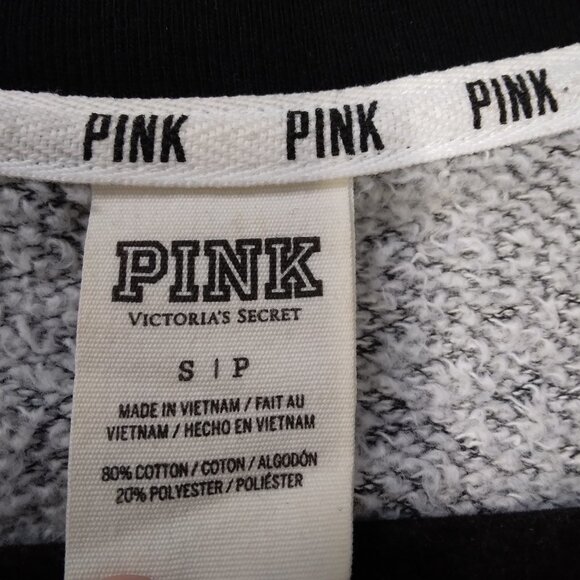 PINK PINK PINK
PINK
VICTORIA'S SECRET
S | P
MADE IN VIETNAM / FAIT AU
VIETNAM / HECHO EN VIETNAM
80% COTTON / COTON / ALGODÓN
20% POLYESTER / POLIÉSTER